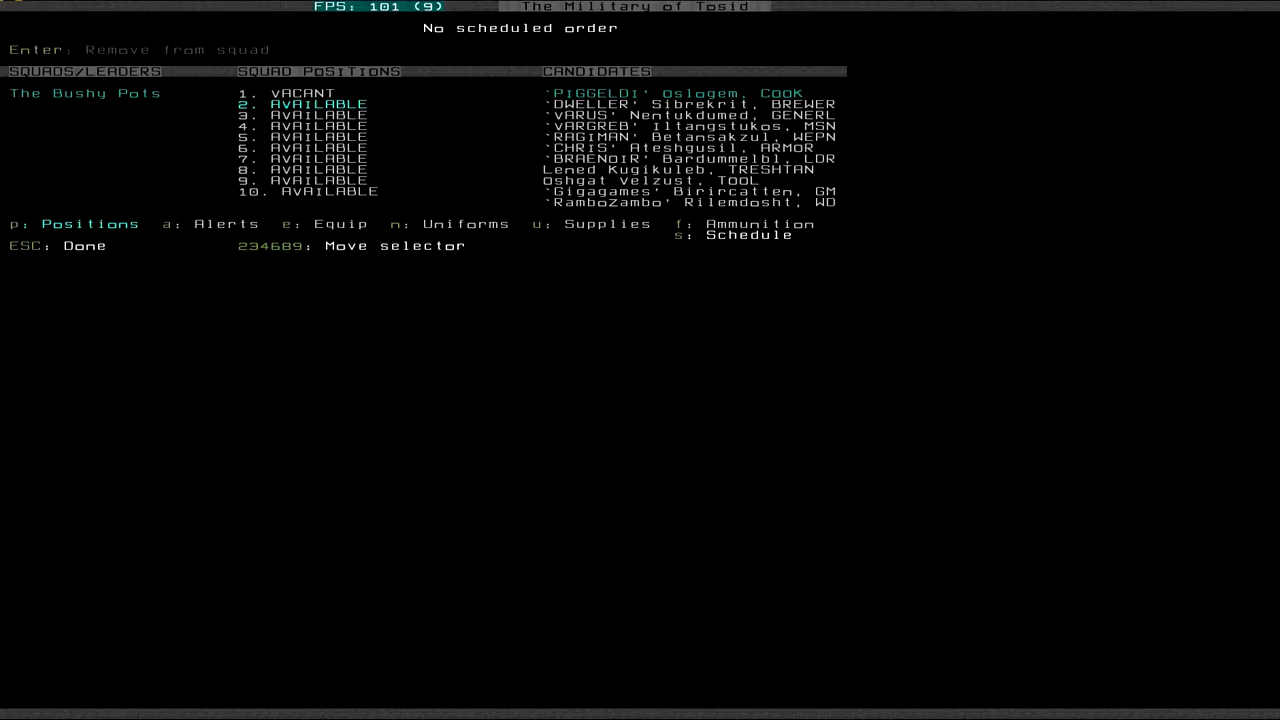 FPS: 101 (9) The Military of Tosid
No scheduled order
Enter: Remove from squad
SQUADS/LEADERS SQUAD POSITIONS CANDIDATES
The Bushy Pots 1. VACANT `PIGGELDI' Oslogem, COOK
2. AVAILABLE `DWELLER' Sibrekrit, BREWER
3. AVAILABLE `VARUS' Nentukdumed, GENERL
4. AVAILABLE `VARGREB' Iltangstukos, MSN
5. AVAILABLE `RAGIMAN' Betansakzul, WEPN
6. AVAILABLE `CHRIS' Ateshgusil, ARMOR
7. AVAILABLE `BRAENOIR' Bardummelbl, LDR
8. AVAILABLE Lened Kugikuleb, TRESHTAN
9. AVAILABLE Oshgat Velzust, TOOL
10. AVAILABLE `Gigagames' Birircatten, GM
`RamboZambo' Rilemdosht, WD
p: Positions a: Alerts e: Equip n: Uniforms u: Supplies f: Ammunition
s: Schedule
ESC: Done 234689: Move selector